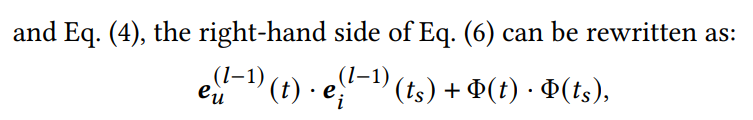 and Eq. (4), the right-hand side of Eq. (6) can be rewritten as:
e_u^{(l−1)}(t) · e_i^{(l−1)}(t_s) + Φ(t) · Φ(t_s),